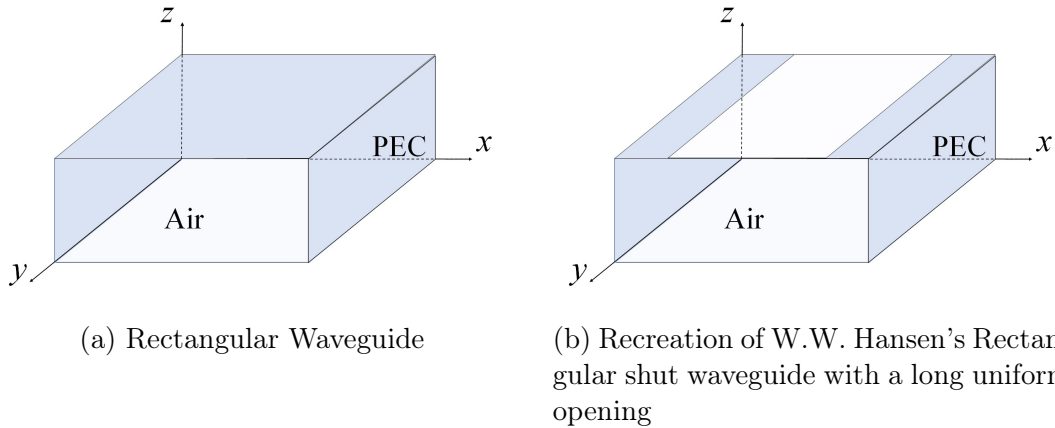 z
x
PEC
Air
y
(a) Rectangular Waveguide
z
x
PEC
Air
y
(b) Recreation of W.W. Hansen's Rectan-
gular shut waveguide with a long uniform
opening